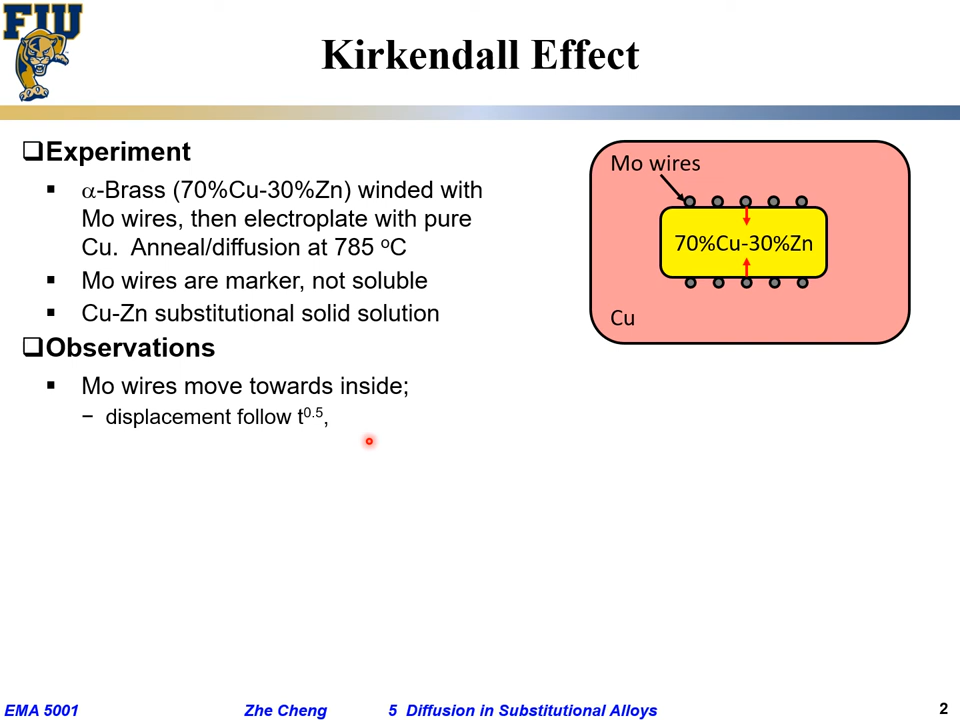 FIU
Kirkendall Effect
❑Experiment
▪ α-Brass (70%Cu-30%Zn) winded with
Mo wires, then electroplate with pure
Cu. Anneal/diffusion at 785 ⁰C
▪ Mo wires are marker, not soluble
▪ Cu-Zn substitutional solid solution
❑Observations
▪ Mo wires move towards inside;
− displacement follow t^0.5,
Mo wires
70%Cu-30%Zn
Cu
EMA 5001 Zhe Cheng 5 Diffusion in Substitutional Alloys 2